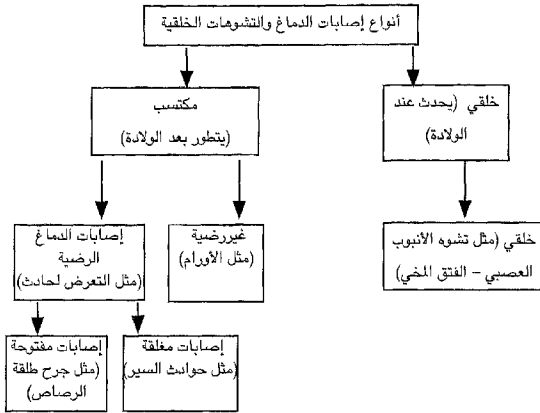 أنواع إصابات الدماغ والتشوهات الخلقية
خلقي (يحدث عند
الولادة)
مكتسب
(يتطور بعد الولادة)
خلقي (مثل تشوه الأنبوب
العصبي – الفتق المخي)
غيررضية
(مثل الأورام)
إصابات الدماغ
الرضية
(مثل التعرض لحادث)
إصابات مغلقة
(مثل حوادث السير)
إصابات مفتوحة
(مثل جرح طلقة
الرصاص)